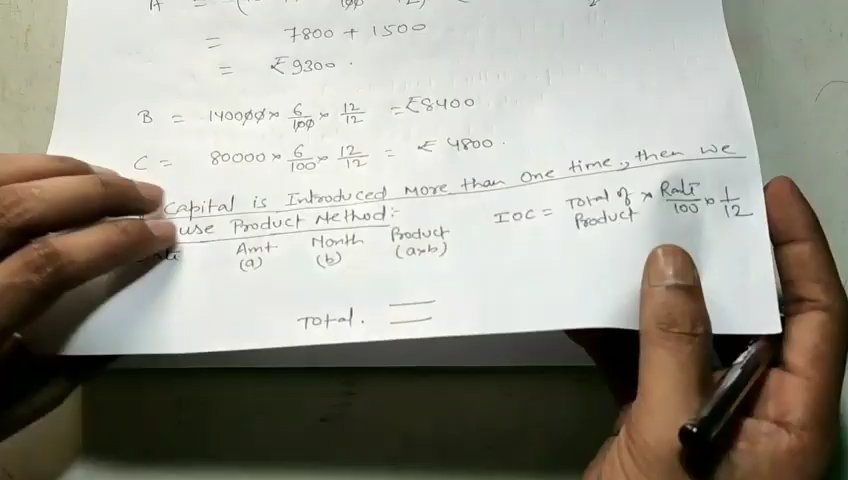 A = 
= 7800 + 1500
= ₹9300.
B = 140000 × 6/100 × 12/12 = ₹8400
C = 80000 × 6/100 × 12/12 = ₹ 4800.
capital is Introduced More than One time, then we
use Product Method:-
IOC = Total of Product × Rate/100 × 1/12
Amt (a) Month (b) Product (a×b)
Total.